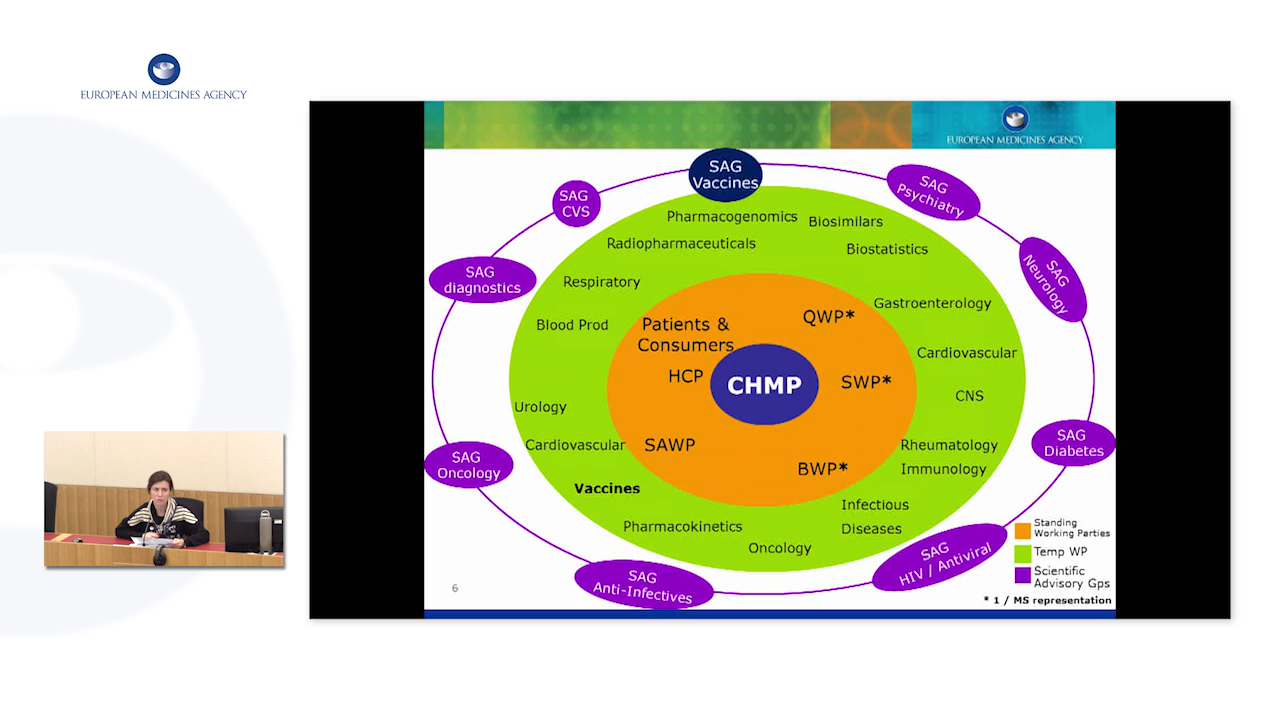 EUROPEAN MEDICINES AGENCY
EUROPEAN MEDICINES AGENCY
SAG
Vaccines
SAG
CVS
SAG
Psychiatry
SAG
diagnostics
SAG
Neurology
Pharmacogenomics
Biosimilars
Radiopharmaceuticals
Biostatistics
Respiratory
Gastroenterology
Blood Prod
Patients &
Consumers
QWP*
HCP
CHMP
SWP*
Cardiovascular
CNS
Urology
Cardiovascular
SAWP
BWP*
Rheumatology
Immunology
SAG
Diabetes
SAG
Oncology
Vaccines
Infectious
Diseases
Pharmacokinetics
Oncology
SAG
HIV / Antiviral
SAG
Anti-Infectives
Standing
Working Parties
Temp WP
Scientific
Advisory Gps
* 1 / MS representation
6